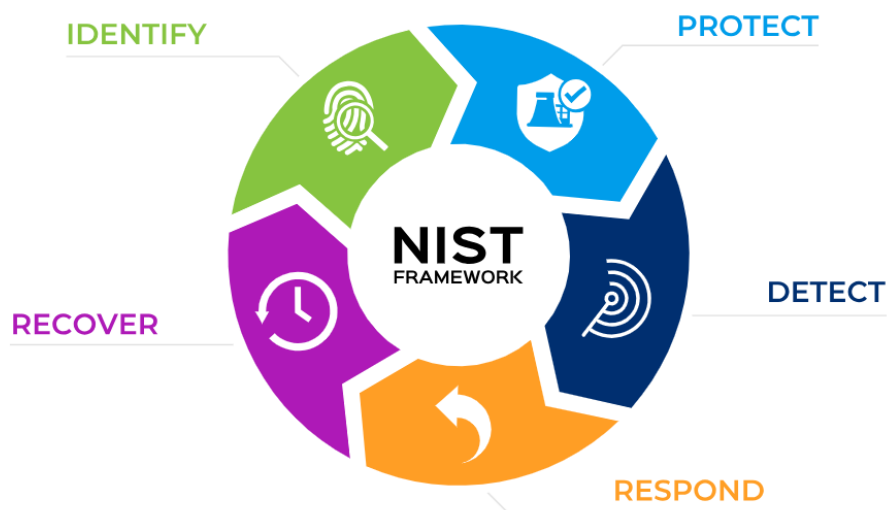 IDENTIFY
PROTECT
NIST
FRAMEWORK
DETECT
RECOVER
RESPOND